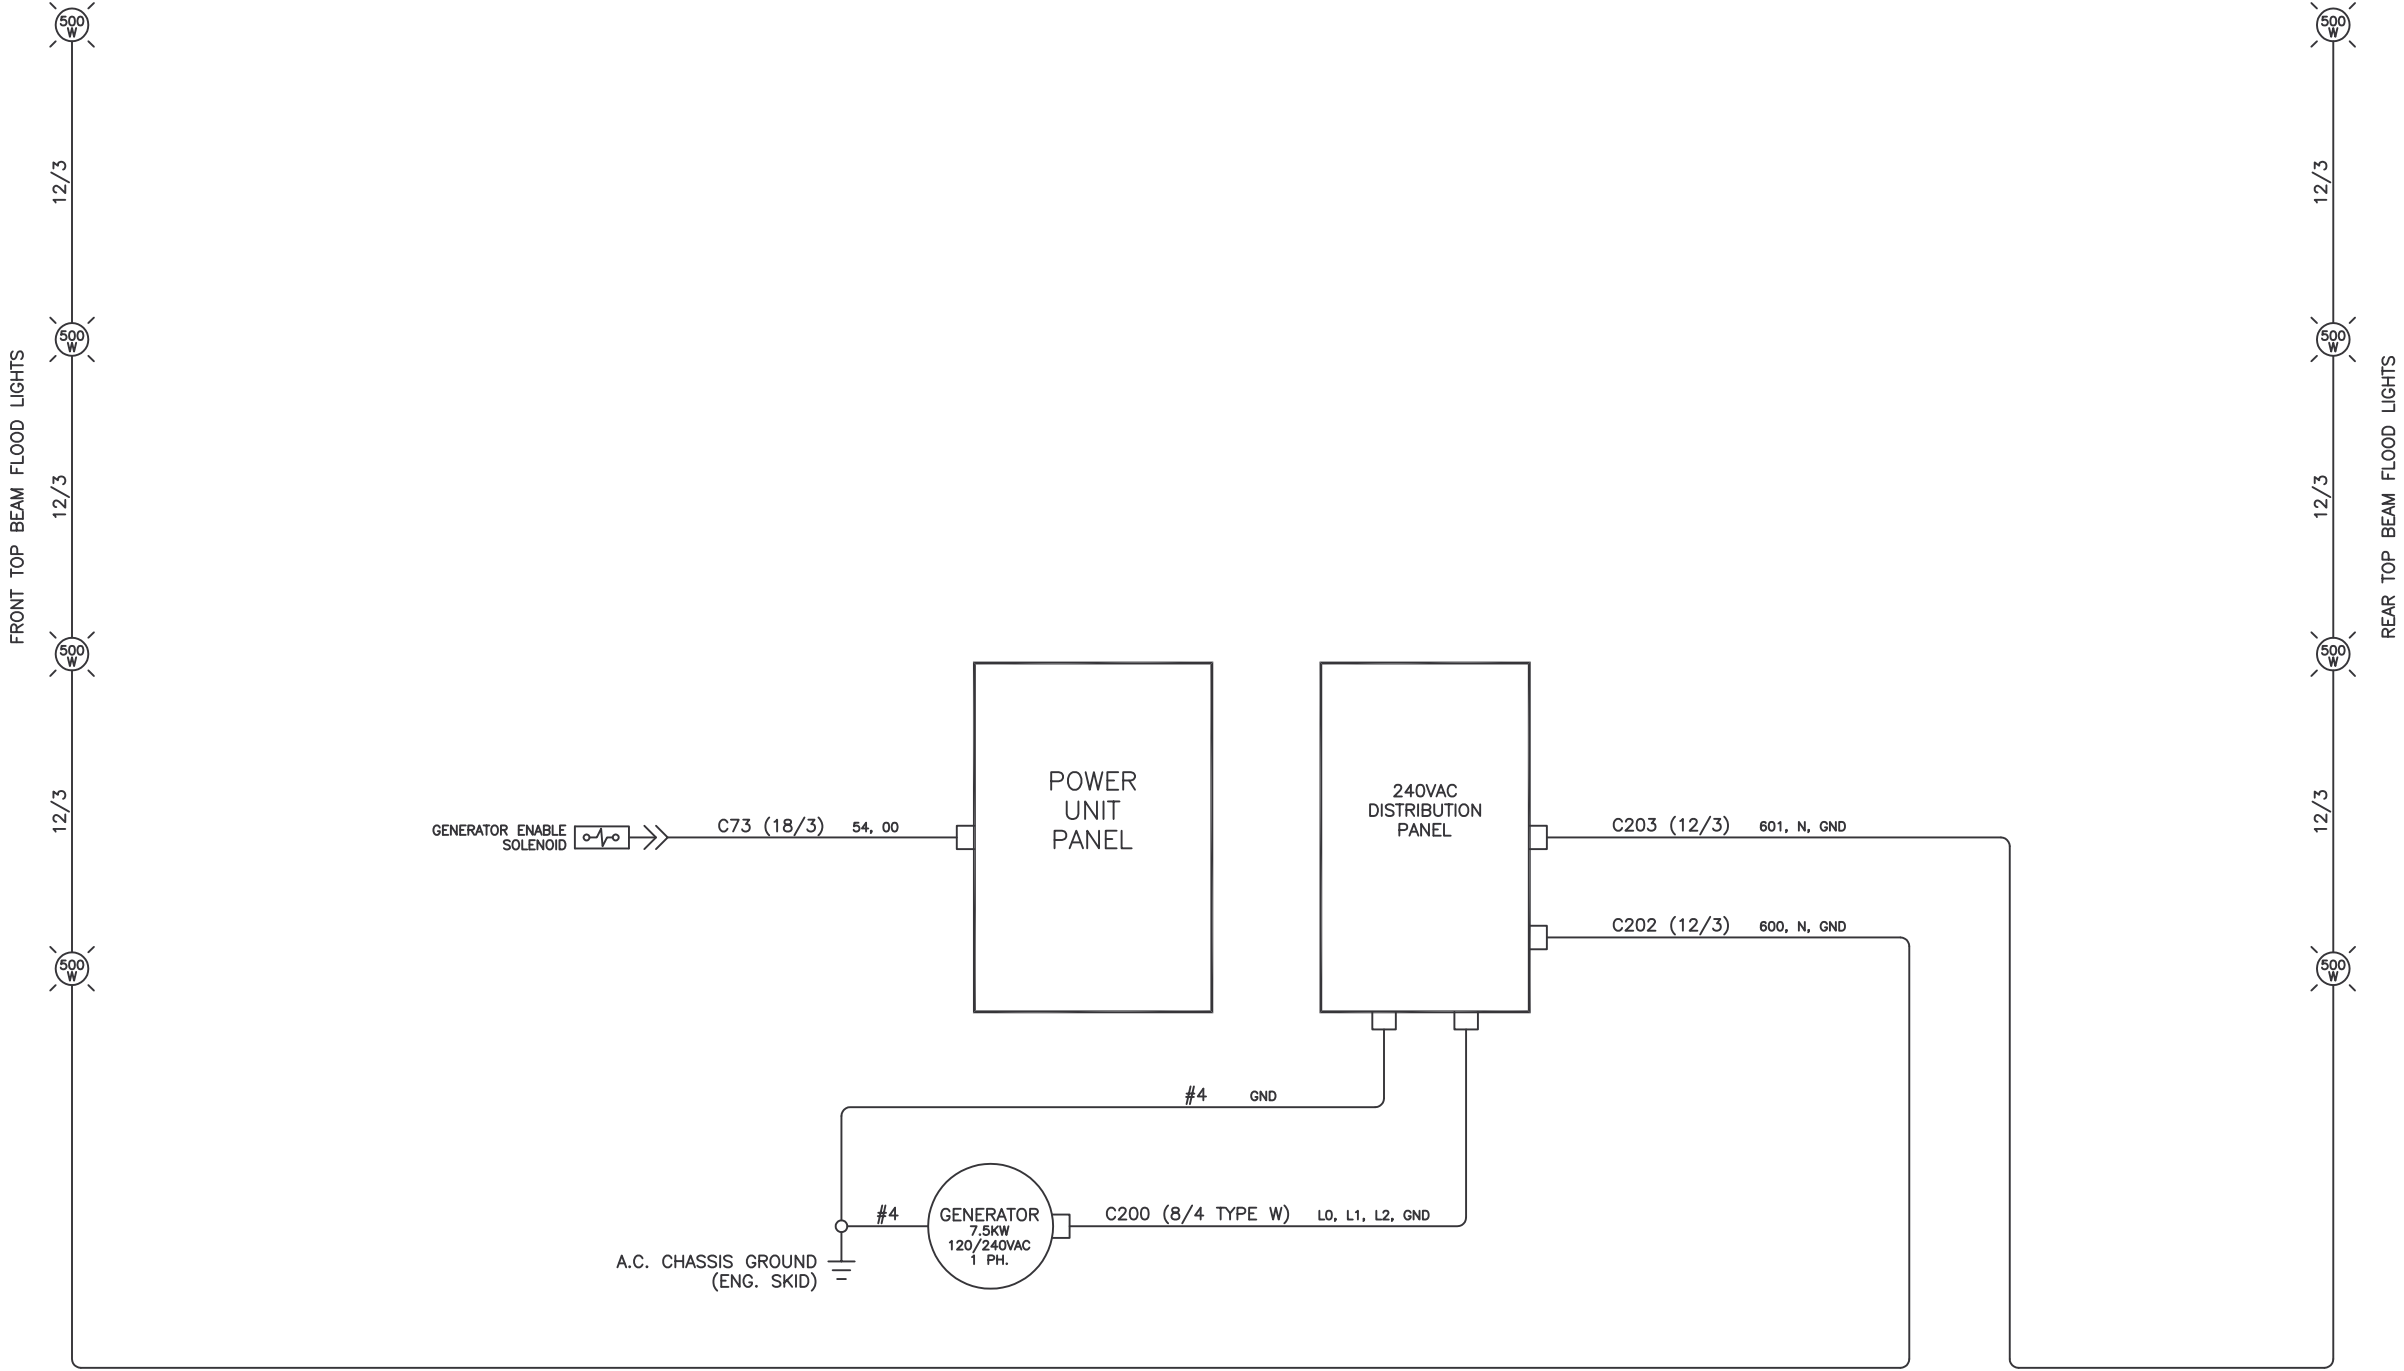 500
W
500
W
12/3
12/3
500
W
500
W
FRONT TOP BEAM FLOOD LIGHTS
REAR TOP BEAM FLOOD LIGHTS
12/3
12/3
500
W
500
W
12/3
12/3
500
W
500
W
POWER
UNIT
PANEL
240VAC
DISTRIBUTION
PANEL
GENERATOR ENABLE
SOLENOID
C73 (18/3) 54, 00
C203 (12/3) 601, N, GND
C202 (12/3) 600, N, GND
#4 GND
#4
GENERATOR
7.5KW
120/240VAC
1 PH.
C200 (8/4 TYPE W) L0, L1, L2, GND
A.C. CHASSIS GROUND
(ENG. SKID)